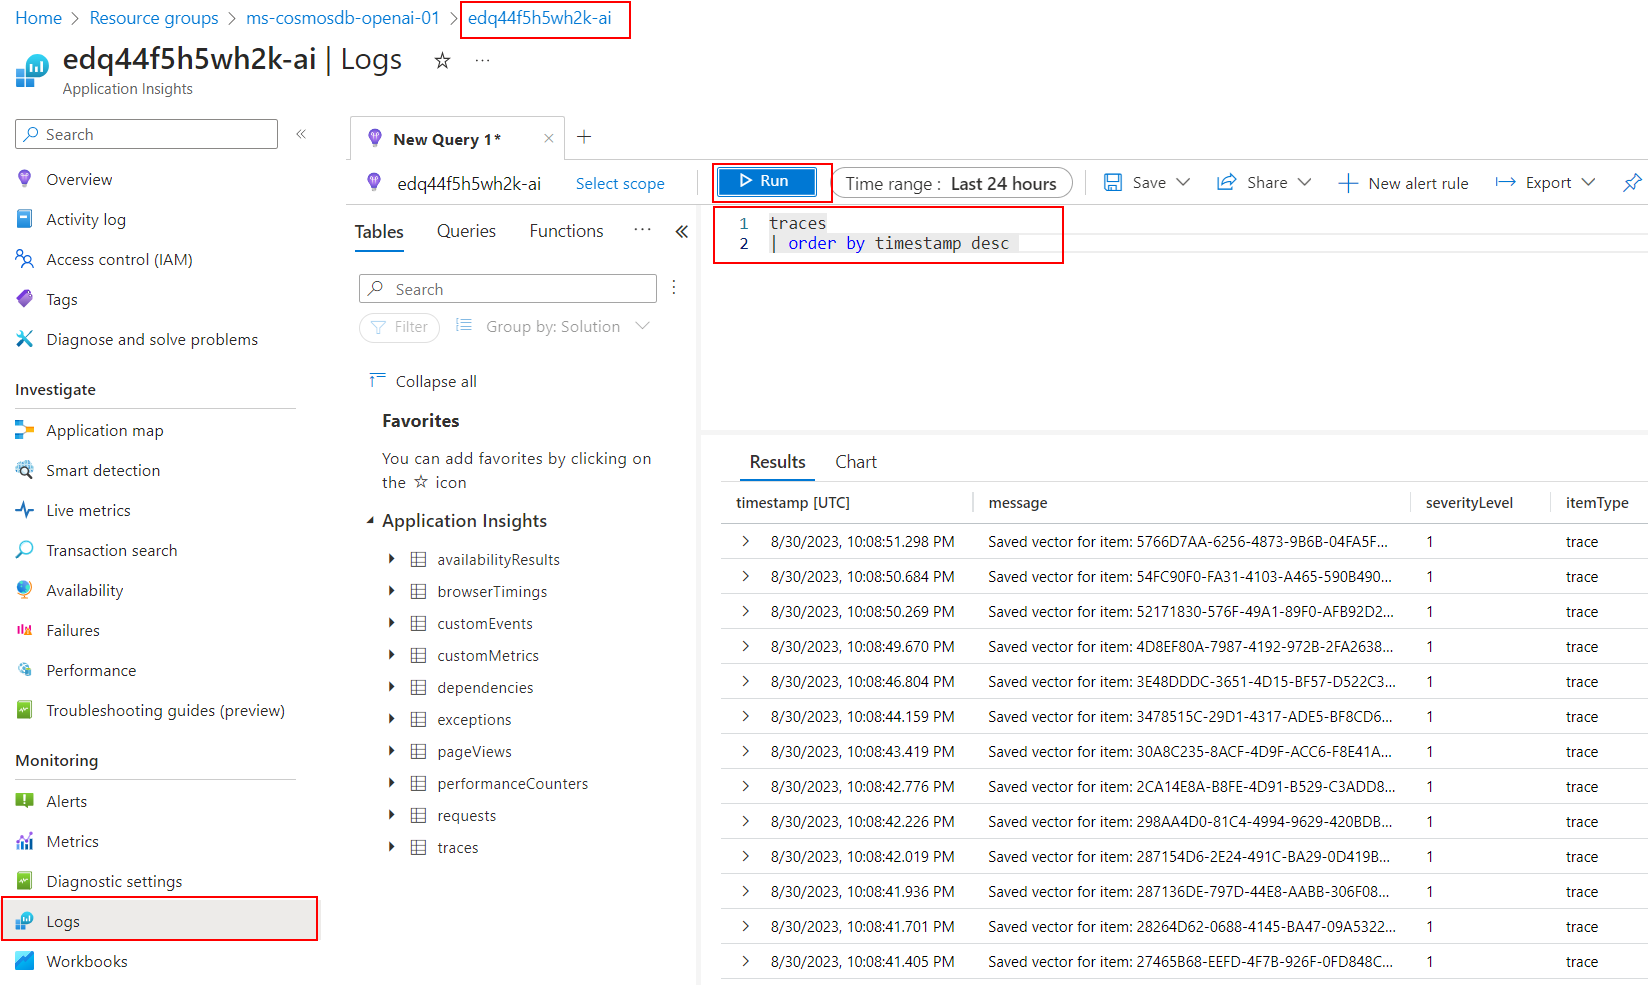 Home > Resource groups > ms-cosmosdb-openai-01 > edq44f5h5wh2k-ai
edq44f5h5wh2k-ai | Logs ☆ ...
Application Insights
Search «
Overview
Activity log
Access control (IAM)
Tags
Diagnose and solve problems
Investigate
Application map
Smart detection
Live metrics
Transaction search
Availability
Failures
Performance
Troubleshooting guides (preview)
Monitoring
Alerts
Metrics
Diagnostic settings
Logs
Workbooks
New Query 1* × +
edq44f5h5wh2k-ai Select scope
Run Time range : Last 24 hours Save Share New alert rule Export
Tables Queries Functions ... «
Search
Filter Group by: Solution
Collapse all
Favorites
You can add favorites by clicking on
the ☆ icon
Application Insights
availabilityResults
browserTimings
customEvents
customMetrics
dependencies
exceptions
pageViews
performanceCounters
requests
traces
1 traces
2 | order by timestamp desc
Results Chart
timestamp [UTC] message severityLevel itemType
> 8/30/2023, 10:08:51.298 PM Saved vector for item: 5766D7AA-6256-4873-9B6B-04FA5F... 1 trace
> 8/30/2023, 10:08:50.684 PM Saved vector for item: 54FC90F0-FA31-4103-A465-590B490... 1 trace
> 8/30/2023, 10:08:50.269 PM Saved vector for item: 52171830-576F-49A1-89F0-AFB92D2... 1 trace
> 8/30/2023, 10:08:49.670 PM Saved vector for item: 4D8EF80A-7987-4192-972B-2FA2638... 1 trace
> 8/30/2023, 10:08:46.804 PM Saved vector for item: 3E48DDDC-3651-4D15-BF57-D522C3... 1 trace
> 8/30/2023, 10:08:44.159 PM Saved vector for item: 3478515C-29D1-4317-ADE5-BF8CD6... 1 trace
> 8/30/2023, 10:08:43.419 PM Saved vector for item: 30A8C235-8ACF-4D9F-ACC6-F8E41A... 1 trace
> 8/30/2023, 10:08:42.776 PM Saved vector for item: 2CA14E8A-B8FE-4D91-B529-C3ADD8... 1 trace
> 8/30/2023, 10:08:42.226 PM Saved vector for item: 298AA4D0-81C4-4994-9629-420BDB... 1 trace
> 8/30/2023, 10:08:42.019 PM Saved vector for item: 287154D6-2E24-491C-BA29-0D419B... 1 trace
> 8/30/2023, 10:08:41.936 PM Saved vector for item: 287136DE-797D-44E8-AABB-306F08... 1 trace
> 8/30/2023, 10:08:41.701 PM Saved vector for item: 28264D62-0688-4145-BA47-09A5322... 1 trace
> 8/30/2023, 10:08:41.405 PM Saved vector for item: 27465B68-EEFD-4F7B-926F-0FD848C... 1 trace